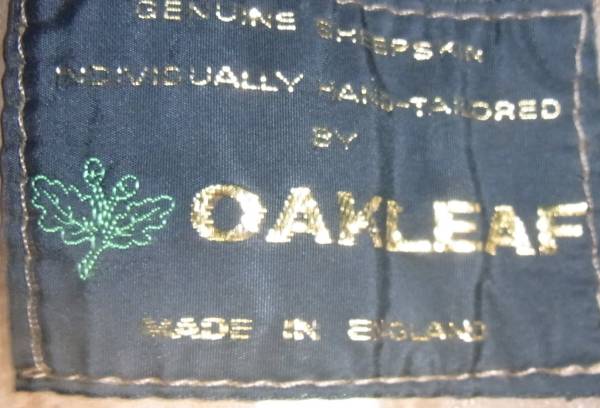 GENUINE SHEEPSKIN
INDIVIDUALLY HAND-TAILORED
BY
OAKLEAF
MADE IN ENGLAND